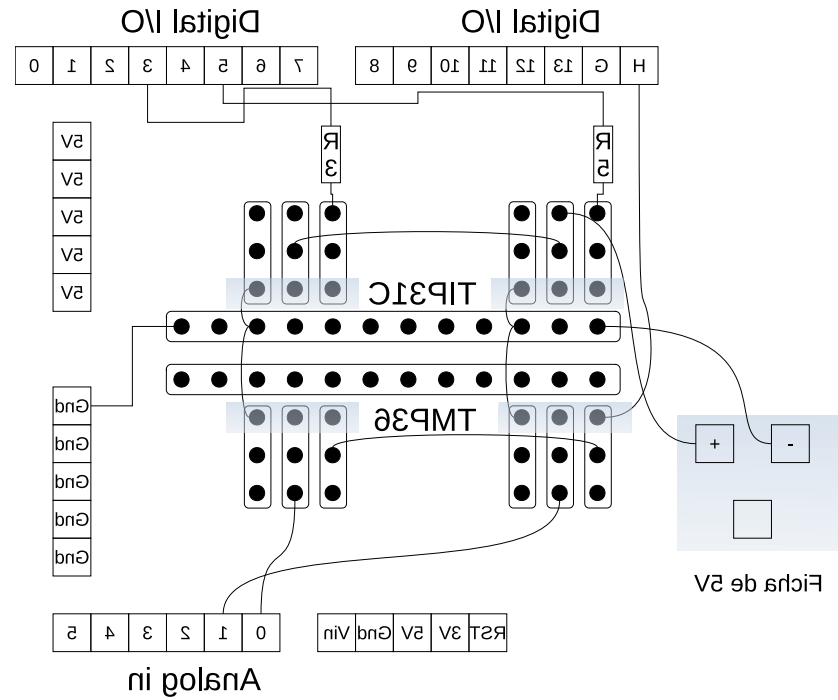 Digital I/O
Digital I/O
0 1 2 3 4 5 6 7
8 9 10 11 12 13 G H
5V
5V
5V
5V
5V
R
3
R
5
TIP31C
TMP36
Gnd
Gnd
Gnd
Gnd
Gnd
+ -
Ficha de 5V
5 4 3 2 1 0
Vin Gnd 5V 3V RST
Analog in